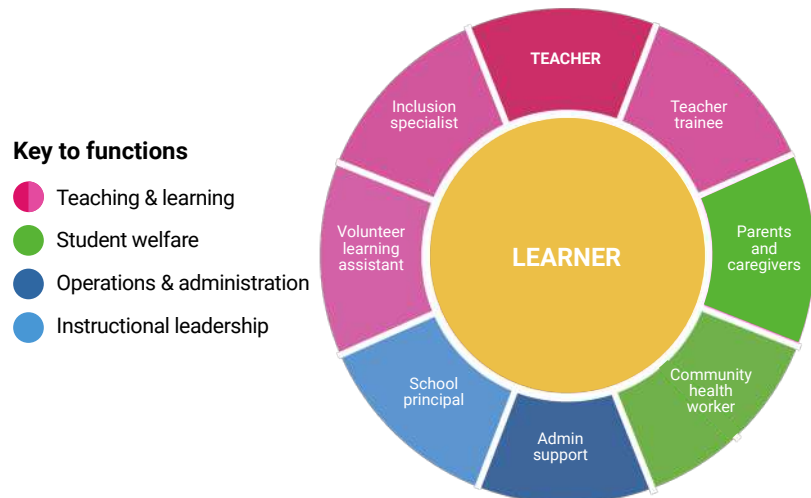 Key to functions
Teaching & learning
Student welfare
Operations & administration
Instructional leadership
TEACHER
Teacher
trainee
Parents
and
caregivers
Community
health
worker
Admin
support
School
principal
Volunteer
learning
assistant
Inclusion
specialist
LEARNER